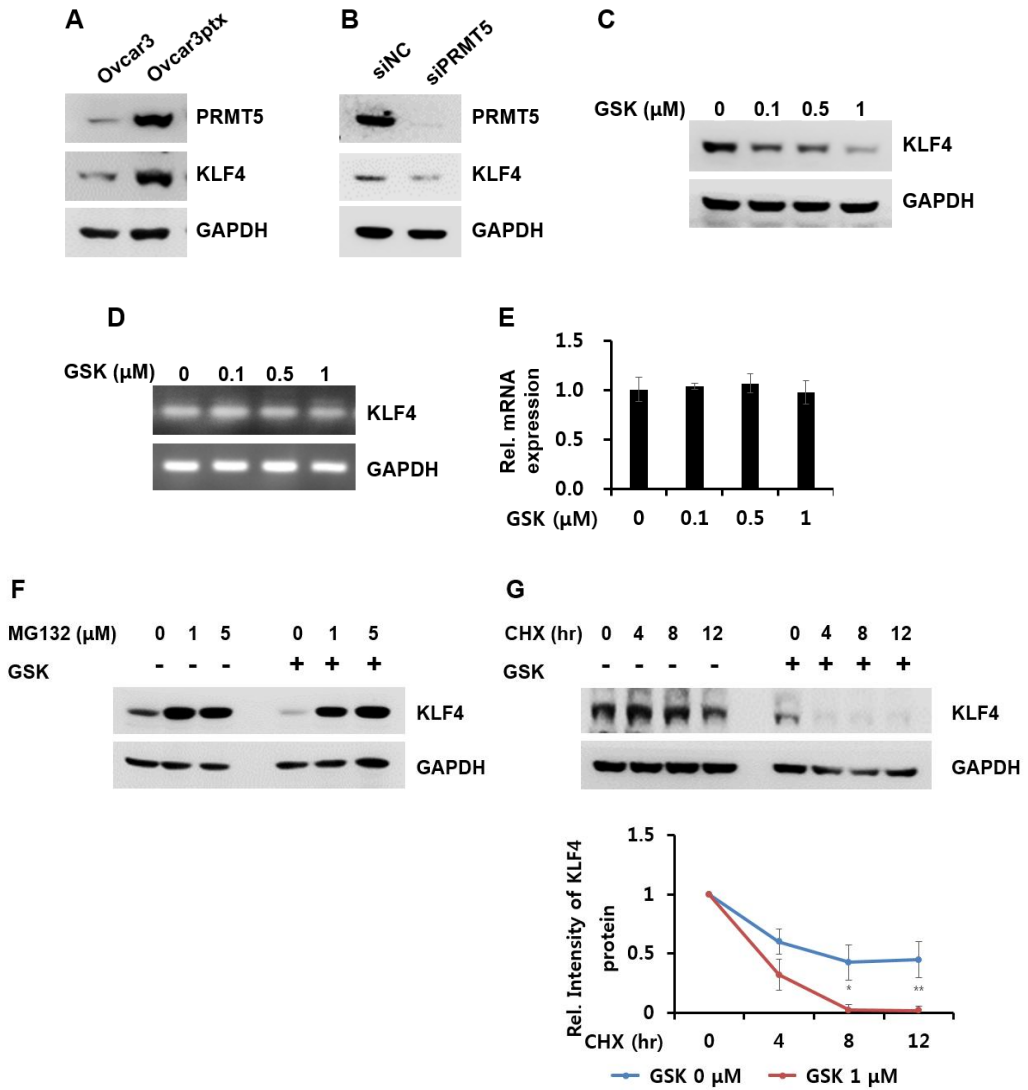 A
Ovcar3
Ovcar3ptx
PRMT5
KLF4
GAPDH
B
siNC
siPRMT5
PRMT5
KLF4
GAPDH
C
GSK (μM) 0 0.1 0.5 1
KLF4
GAPDH
D
GSK (μM) 0 0.1 0.5 1
KLF4
GAPDH
E
Rel. mRNA
expression
1.5
1.0
0.5
0.0
GSK (μM) 0 0.1 0.5 1
F
MG132 (μM) 0 1 5 0 1 5
GSK - - - + + +
KLF4
GAPDH
G
CHX (hr) 0 4 8 12 0 4 8 12
GSK - - - - + + + +
KLF4
GAPDH
Rel. Intensity of KLF4
protein
1.5
1
0.5
0
* **
CHX (hr) 0 4 8 12
GSK 0 μM GSK 1 μM